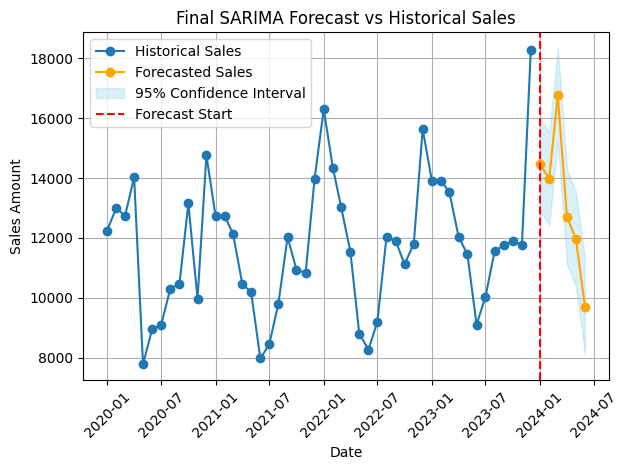 Final SARIMA Forecast vs Historical Sales
Historical Sales
Forecasted Sales
95% Confidence Interval
Forecast Start
Sales Amount
18000
16000
14000
12000
10000
8000
2020-01
2020-07
2021-01
2021-07
2022-01
2022-07
2023-01
2023-07
2024-01
2024-07
Date